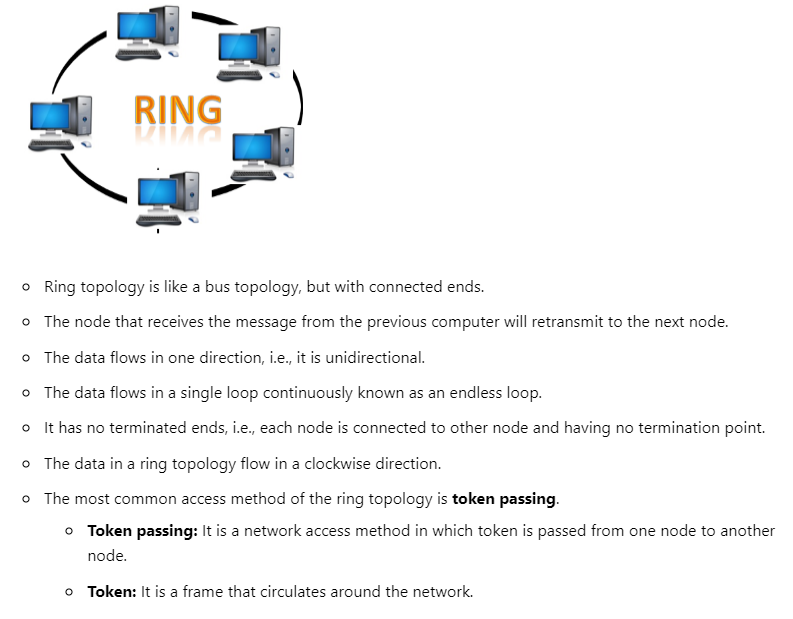 RING
Ring topology is like a bus topology, but with connected ends.
The node that receives the message from the previous computer will retransmit to the next node.
The data flows in one direction, i.e., it is unidirectional.
The data flows in a single loop continuously known as an endless loop.
It has no terminated ends, i.e., each node is connected to other node and having no termination point.
The data in a ring topology flow in a clockwise direction.
The most common access method of the ring topology is token passing.
Token passing: It is a network access method in which token is passed from one node to another
node.
Token: It is a frame that circulates around the network.